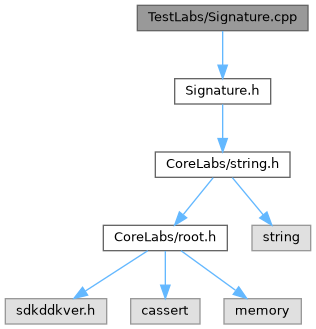 TestLabs/Signature.cpp
Signature.h
CoreLabs/string.h
CoreLabs/root.h
string
sdkddkver.h
cassert
memory